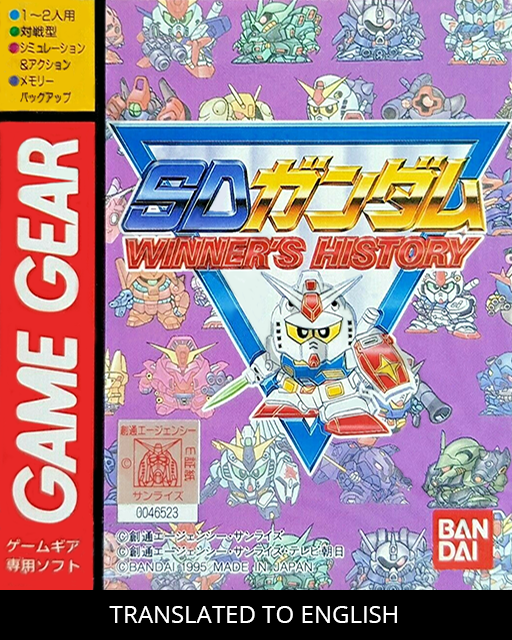 ●1～2人用
●対戦型
●シミュレーション
&アクション
●メモリー
バックアップ
GAME GEAR
ゲームギア
専用ソフト
SDガンダム
WINNER'S HISTORY
創通エージェンシー
©
E証紙
サンライズ
0046523
©創通エージェンシー・サンライズ
©創通エージェンシー・サンライズ・テレビ朝日
©BANDAI 1995 MADE IN JAPAN
BAN
DAI
TRANSLATED TO ENGLISH